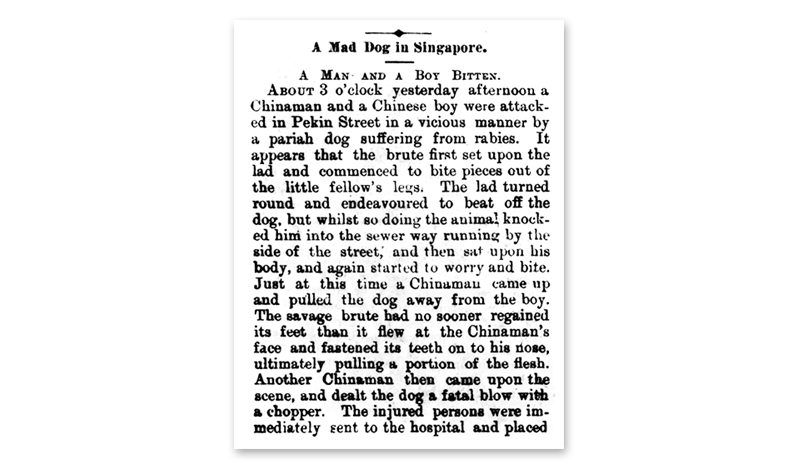 A Mad Dog in Singapore.
A MAN AND A BOY BITTEN.
ABOUT 3 o'clock yesterday afternoon a
Chinaman and a Chinese boy were attack-
ed in Pekin Street in a vicious manner by
a pariah dog suffering from rabies. It
appears that the brute first set upon the
lad and commenced to bite pieces out of
the little fellow's legs. The lad turned
round and endeavoured to beat off the
dog, but whilst so doing the animal knock-
ed him into the sewer way running by the
side of the street, and then sat upon his
body, and again started to worry and bite.
Just at this time a Chinaman came up
and pulled the dog away from the boy.
The savage brute had no sooner regained
its feet than it flew at the Chinaman's
face and fastened its teeth on to his nose,
ultimately pulling a portion of the flesh.
Another Chinaman then came upon the
scene, and dealt the dog a fatal blow with
a chopper. The injured persons were im-
mediately sent to the hospital and placed